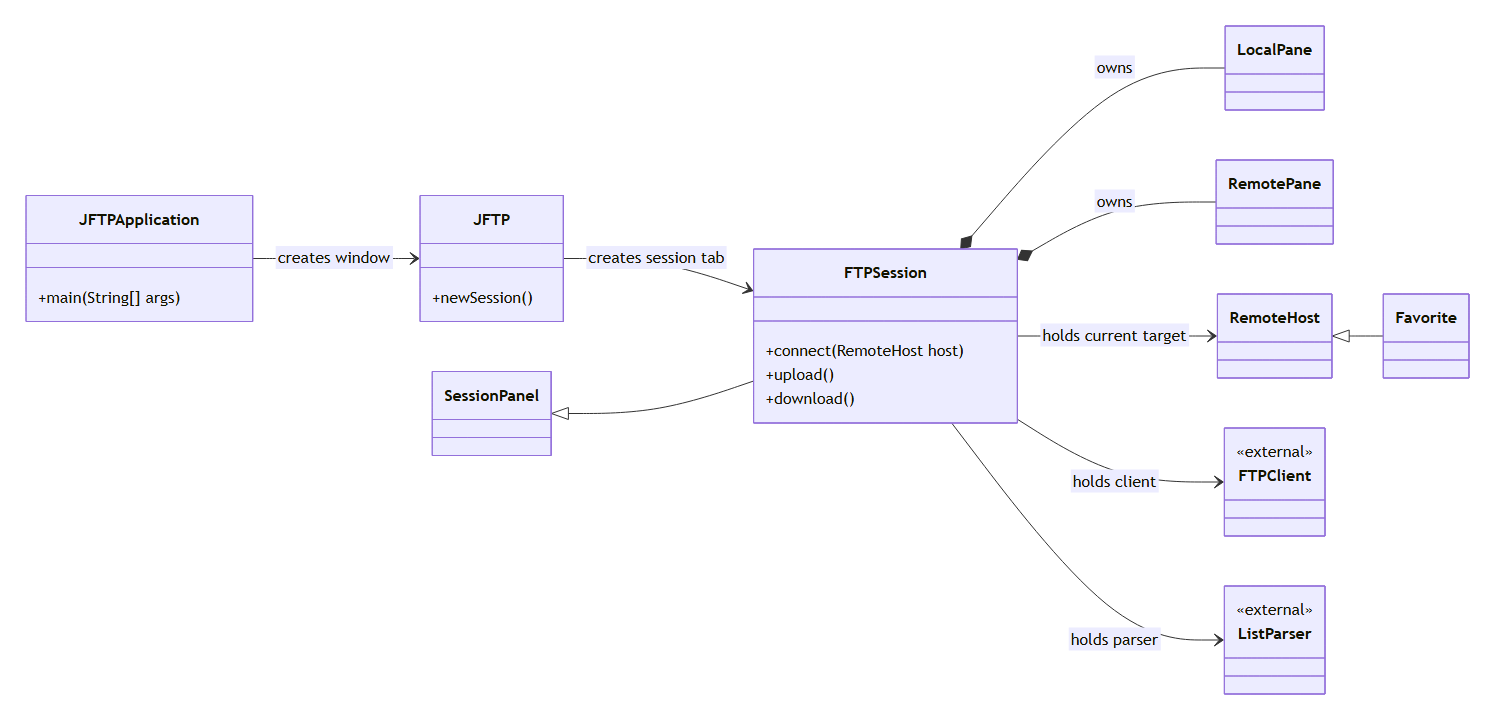 LocalPane
owns
RemotePane
owns
JFTPApplication
+main(String[] args)
creates window
JFTP
+newSession()
creates session tab
FTPSession
+connect(RemoteHost host)
+upload()
+download()
holds current target
RemoteHost
Favorite
SessionPanel
holds client
«external»
FTPClient
holds parser
«external»
ListParser